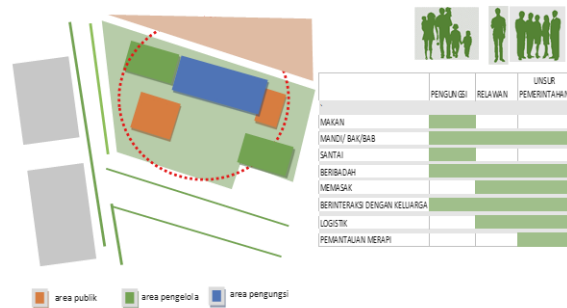 UNSUR
PENGUNGSI RELAWAN PEMERINTAHAN
MAKAN
MANDI/ BAK/BAB
SANTAI
BERIBADAH
MEMASAK
BERINTERAKSI DENGAN KELUARGA
LOGISTIK
PEMANTAUAN MERAPI
area publik area pengelola area pengungsi